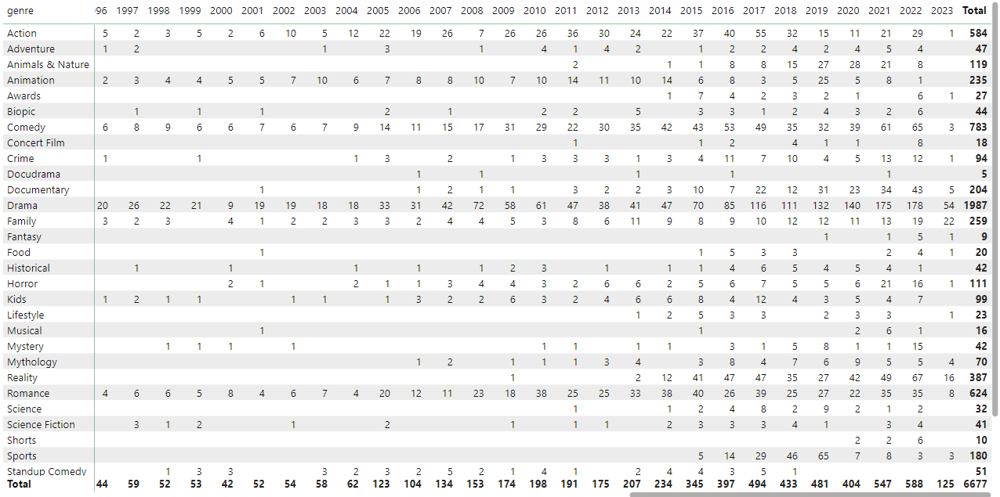 genre 96 1997 1998 1999 2000 2001 2002 2003 2004 2005 2006 2007 2008 2009 2010 2011 2012 2013 2014 2015 2016 2017 2018 2019 2020 2021 2022 2023 Total
Action 5 2 3 5 2 6 10 5 12 22 19 26 7 26 26 36 30 24 22 37 40 55 32 15 11 21 29 1 584
Adventure 1 2 1 3 1 4 1 4 2 1 2 2 4 2 4 5 4 47
Animals & Nature 2 1 1 8 8 15 27 28 21 8 119
Animation 2 3 4 4 5 5 7 10 6 7 8 8 10 7 10 14 11 10 14 6 8 3 5 25 5 8 1 235
Awards 1 7 4 2 3 2 1 6 1 27
Biopic 1 1 1 2 1 2 2 5 3 3 1 2 4 3 2 6 44
Comedy 6 8 9 6 6 7 6 7 9 14 11 15 17 31 29 22 30 35 42 43 53 49 35 32 39 61 65 3 783
Concert Film 1 1 2 4 1 1 8 18
Crime 1 1 1 3 2 1 3 3 3 1 3 4 11 7 10 4 5 13 12 1 94
Docudrama 1 1 1 1 1 5
Documentary 1 1 2 1 1 3 2 2 3 10 7 22 12 31 23 34 43 5 204
Drama 20 26 22 21 9 19 19 18 18 33 31 42 72 58 61 47 38 41 47 70 85 116 111 132 140 175 178 54 1987
Family 3 2 3 4 1 2 2 3 3 2 4 4 5 3 8 6 11 9 8 9 10 12 12 11 13 19 22 259
Fantasy 1 1 5 1 9
Food 1 1 5 3 3 2 4 1 20
Historical 1 1 1 1 1 2 3 1 1 1 4 6 5 4 5 4 1 42
Horror 2 1 2 1 1 3 4 4 3 2 6 6 2 5 6 7 5 5 6 21 16 1 111
Kids 1 2 1 1 1 1 1 3 2 2 6 3 2 4 6 6 8 4 12 4 3 5 4 7 99
Lifestyle 1 2 5 3 3 2 3 3 1 23
Musical 1 1 2 6 1 16
Mystery 1 1 1 1 1 1 1 1 3 1 5 8 1 1 15 42
Mythology 1 2 1 1 1 3 4 3 8 4 7 6 9 5 5 4 70
Reality 1 2 12 41 47 47 35 27 42 49 67 16 387
Romance 4 6 6 5 8 4 6 7 4 20 12 11 23 18 38 25 25 33 38 40 26 39 25 27 22 35 35 8 624
Science 1 1 2 4 8 2 9 2 1 2 32
Science Fiction 3 1 2 1 2 1 1 1 2 3 3 3 4 1 3 4 41
Shorts 2 2 6 10
Sports 5 14 29 46 65 7 8 3 3 180
Standup Comedy 1 3 3 3 2 3 2 5 2 1 4 1 2 4 4 3 5 1 51
Total 44 59 52 53 42 52 54 58 62 123 104 134 153 174 198 191 175 207 234 345 397 494 433 481 404 547 588 125 6677